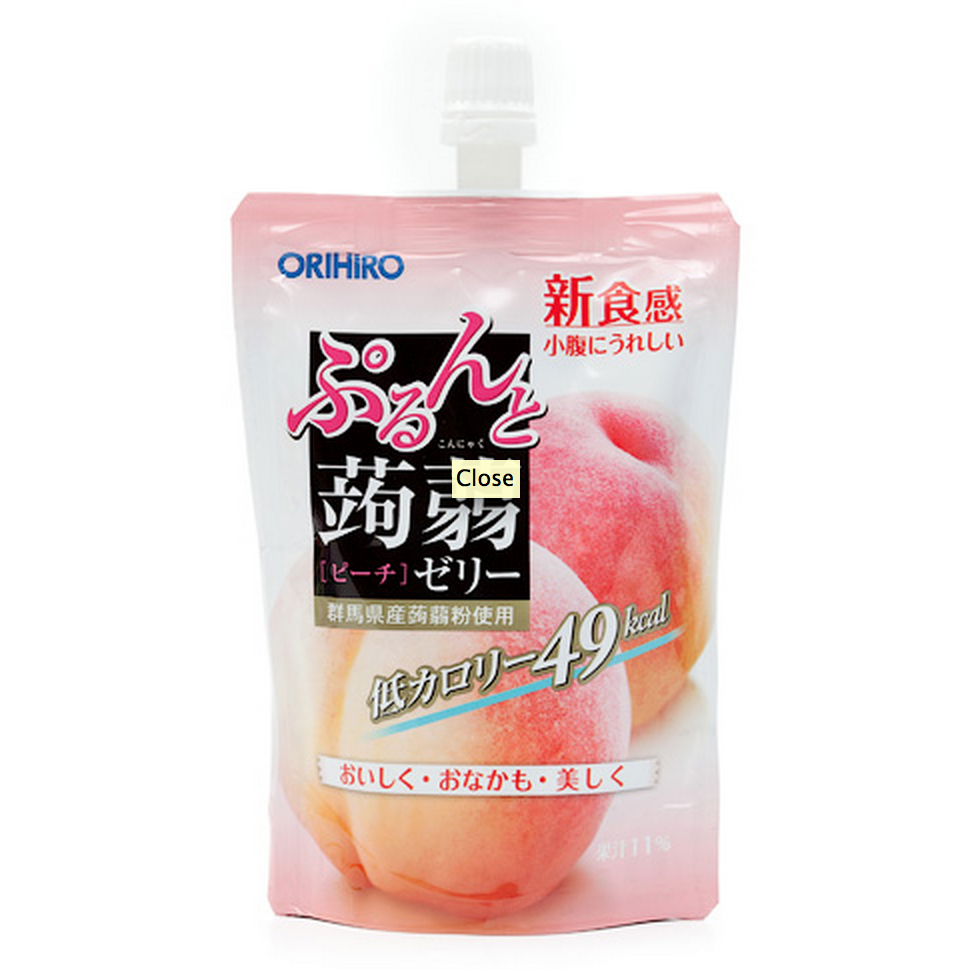 ORIHIRO
新食感
小腹にうれしい
ぷるんと
こんにゃく
蒟蒻
Close
[ピーチ]ゼリー
群馬県産蒟蒻粉使用
低カロリー49kcal
おいしく・おなかも・美しく
果汁11%